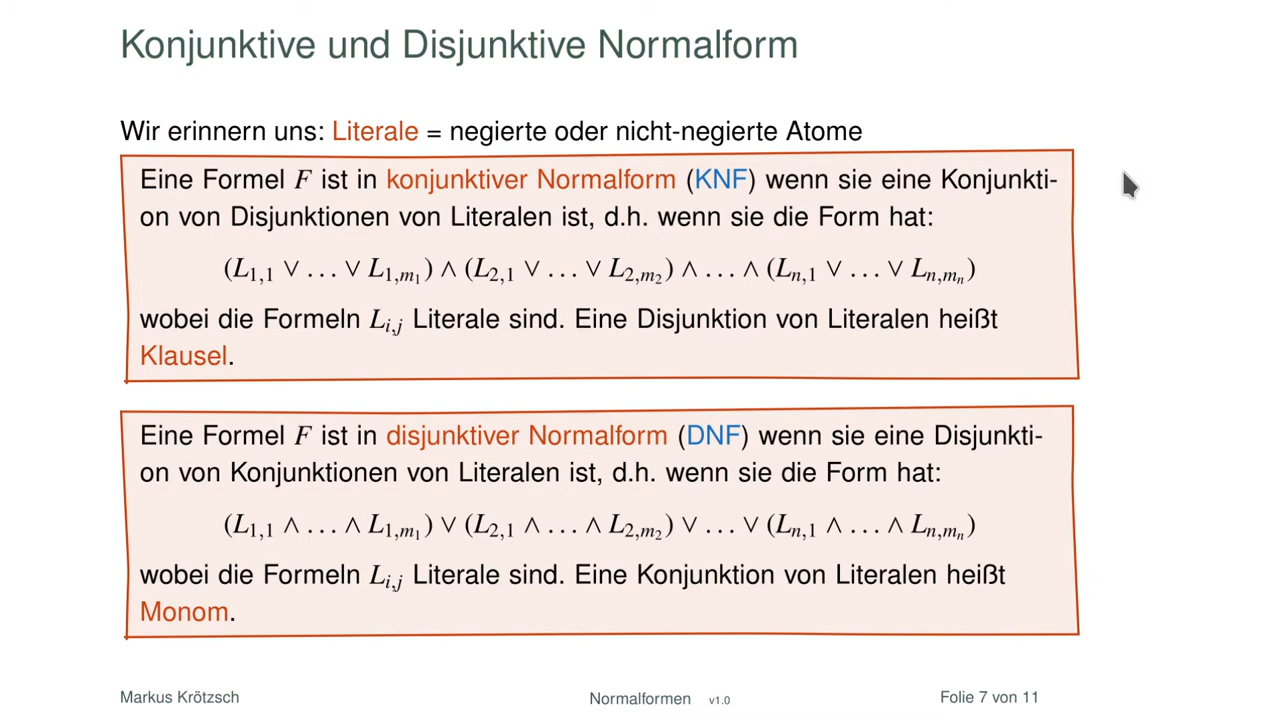 Konjunktive und Disjunktive Normalform
Wir erinnern uns: Literale = negierte oder nicht-negierte Atome
Eine Formel F ist in konjunktiver Normalform (KNF) wenn sie eine Konjunkti-
on von Disjunktionen von Literalen ist, d.h. wenn sie die Form hat:
(L₁,₁ ∨ … ∨ L₁,ₘ₁) ∧ (L₂,₁ ∨ … ∨ L₂,ₘ₂) ∧ … ∧ (Lₙ,₁ ∨ … ∨ Lₙ,ₘₙ)
wobei die Formeln Lᵢ,ⱼ Literale sind. Eine Disjunktion von Literalen heißt
Klausel.
Eine Formel F ist in disjunktiver Normalform (DNF) wenn sie eine Disjunkti-
on von Konjunktionen von Literalen ist, d.h. wenn sie die Form hat:
(L₁,₁ ∧ … ∧ L₁,ₘ₁) ∨ (L₂,₁ ∧ … ∧ L₂,ₘ₂) ∨ … ∨ (Lₙ,₁ ∧ … ∧ Lₙ,ₘₙ)
wobei die Formeln Lᵢ,ⱼ Literale sind. Eine Konjunktion von Literalen heißt
Monom.
Markus Krötzsch Normalformen v1.0 Folie 7 von 11